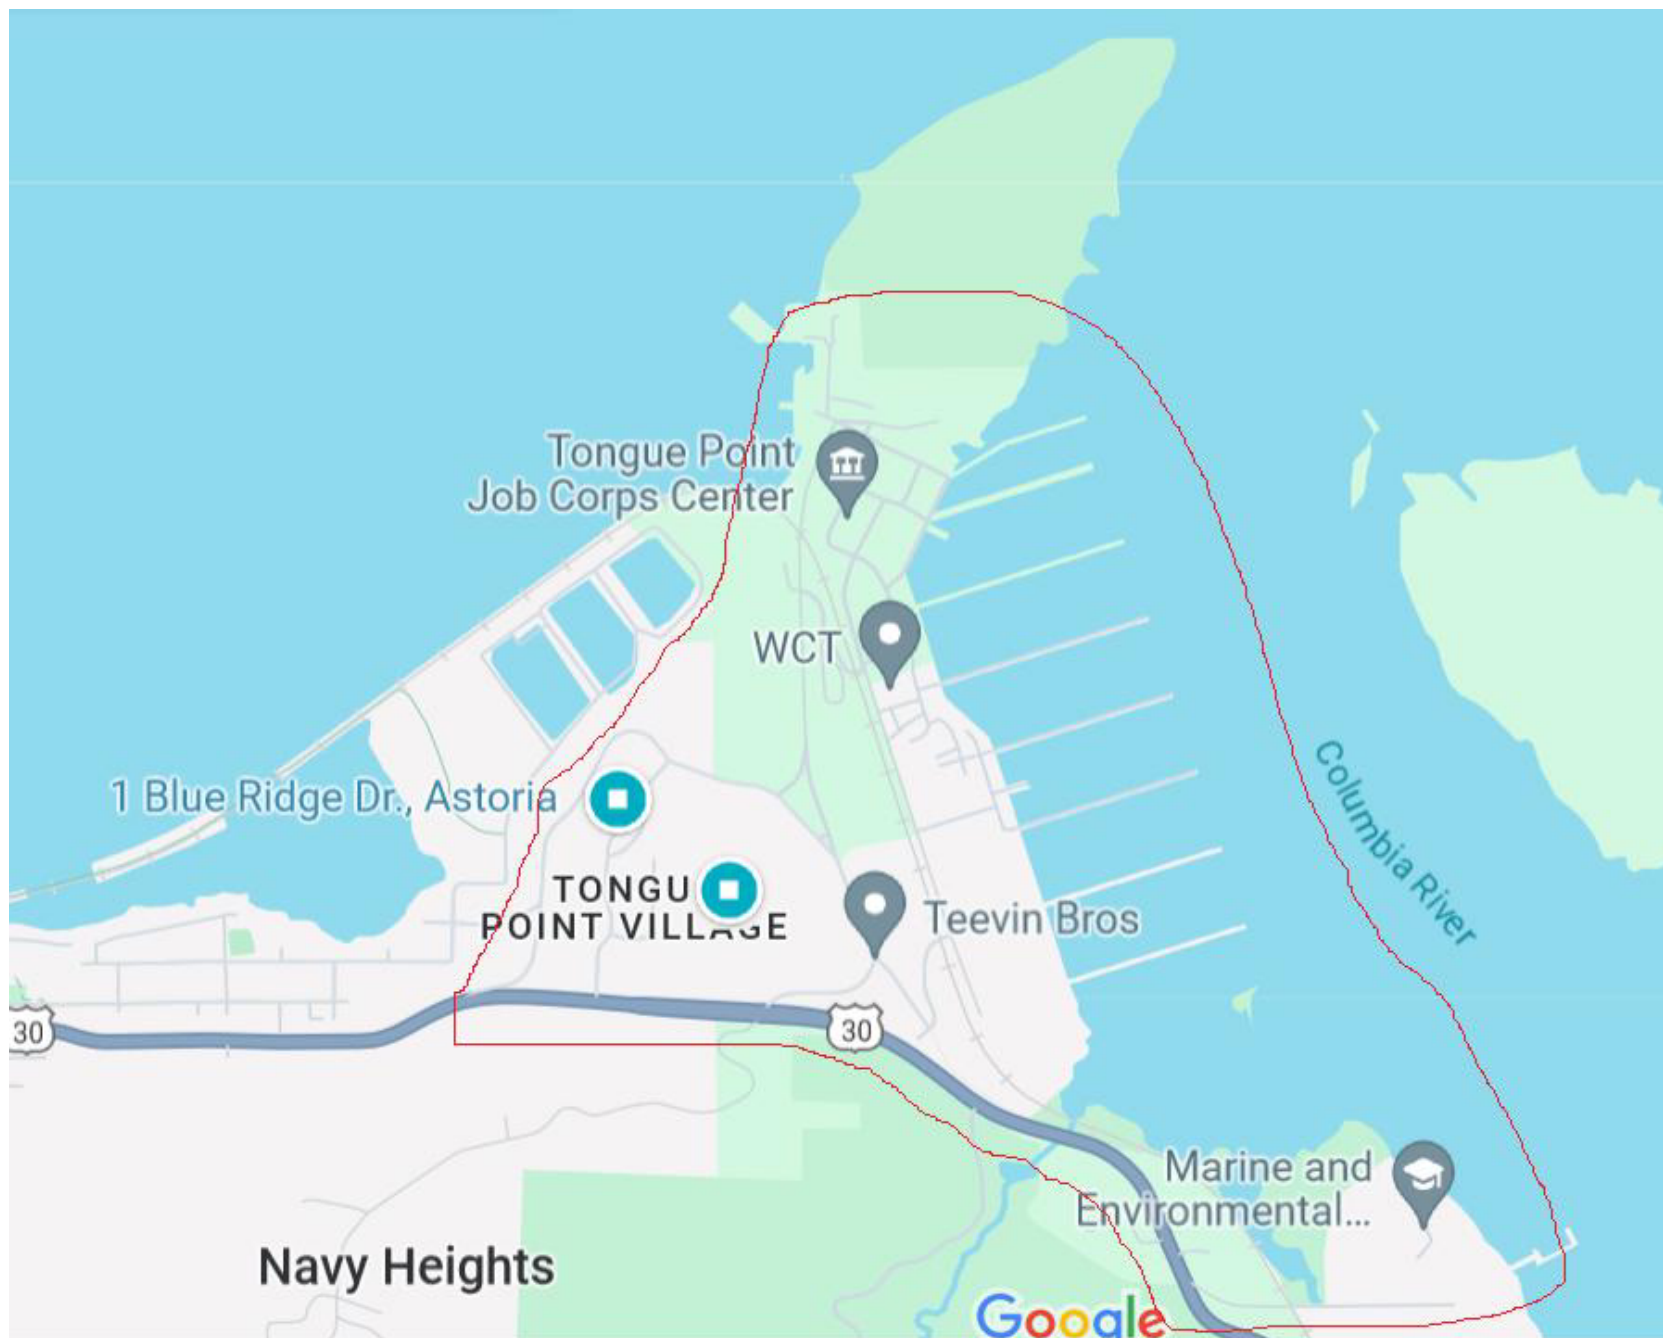 Tongue Point
Job Corps Center
WCT
1 Blue Ridge Dr., Astoria
Columbia River
TONGU
POINT VILLAGE
Teevin Bros
30
30
Marine and
Environmental...
Navy Heights
Google